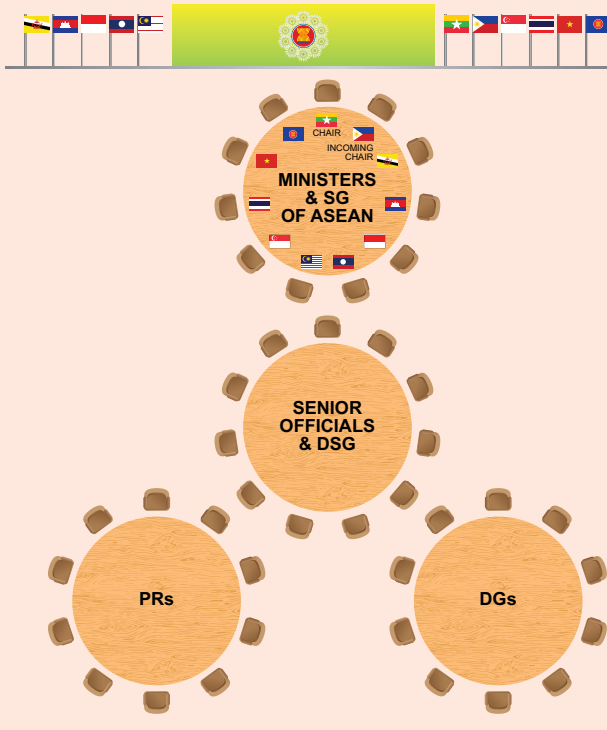 CHAIR
INCOMING
CHAIR
MINISTERS
& SG
OF ASEAN
SENIOR
OFFICIALS
& DSG
PRs
DGs